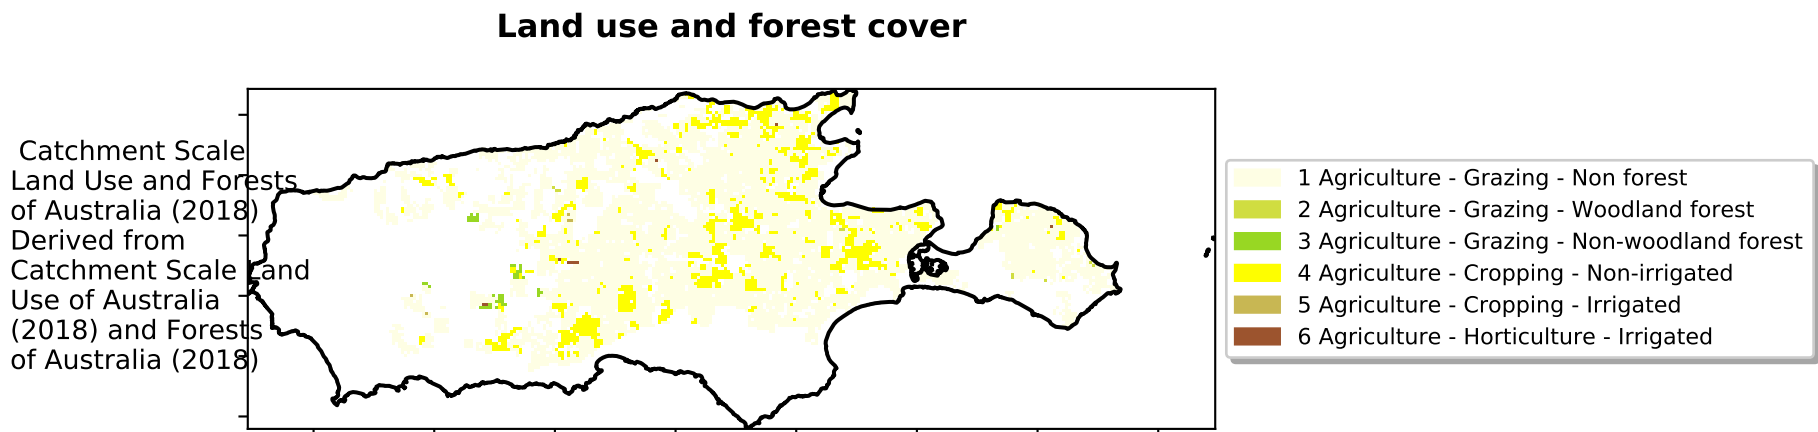 Land use and forest cover
Catchment Scale
Land Use and Forests
of Australia (2018)
Derived from
Catchment Scale Land
Use of Australia
(2018) and Forests
of Australia (2018)
1 Agriculture - Grazing - Non forest
2 Agriculture - Grazing - Woodland forest
3 Agriculture - Grazing - Non-woodland forest
4 Agriculture - Cropping - Non-irrigated
5 Agriculture - Cropping - Irrigated
6 Agriculture - Horticulture - Irrigated